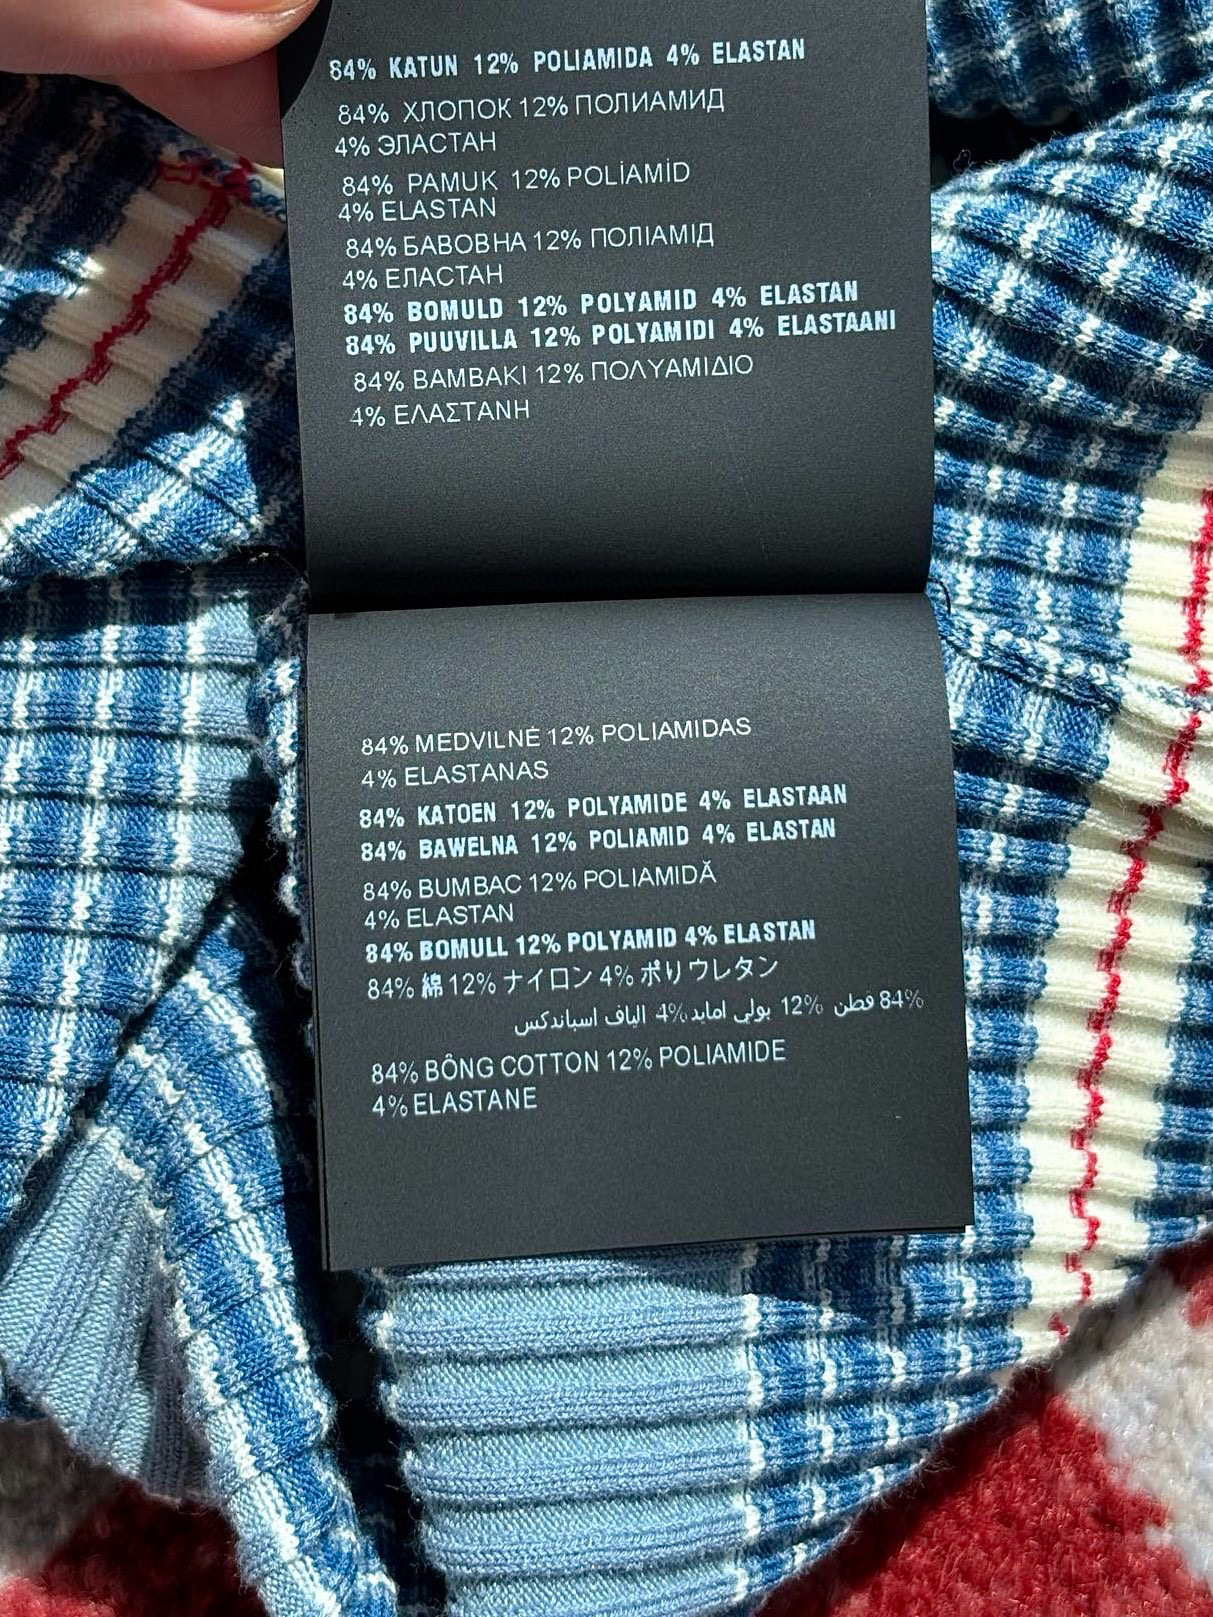 84% KATUN 12% POLIAMIDA 4% ELASTAN
84% ХЛОПОК 12% ПОЛИАМИД
4% ЭЛАСТАН
84% PAMUK 12% POLİAMİD
4% ELASTAN
84% БАВОВНА 12% ПОЛІАМІД
4% ЕЛАСТАН
84% BOMULD 12% POLYAMID 4% ELASTAN
84% PUUVILLA 12% POLYAMIDI 4% ELASTAANI
84% ΒΑΜΒΑΚΙ 12% ΠΟΛΥΑΜΙΔΙΟ
4% ΕΛΑΣΤΑΝΗ
84% MEDVILNĖ 12% POLIAMIDAS
4% ELASTANAS
84% KATOEN 12% POLYAMIDE 4% ELASTAAN
84% BAWELNA 12% POLIAMID 4% ELASTAN
84% BUMBAC 12% POLIAMIDĂ
4% ELASTAN
84% BOMULL 12% POLYAMID 4% ELASTAN
84% 綿 12% ナイロン 4% ポリウレタン
84% قطن 12% بولي امايد 4% الياف اسباندكس
84% BÔNG COTTON 12% POLIAMIDE
4% ELASTANE